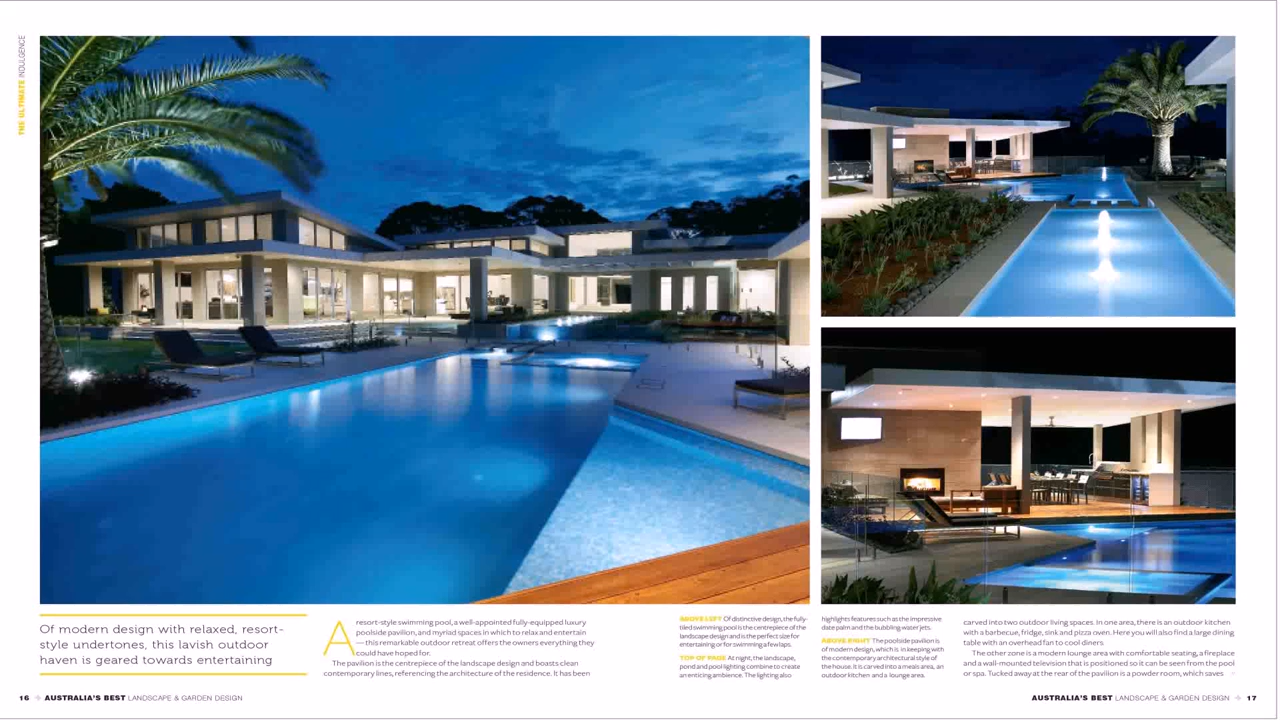 THE ULTIMATE INDULGENCE
Of modern design with relaxed, resort-
style undertones, this lavish outdoor
haven is geared towards entertaining
A resort-style swimming pool, a well-appointed fully-equipped luxury
poolside pavilion, and myriad spaces in which to relax and entertain
— this remarkable outdoor retreat offers the owners everything they
could have hoped for.
The pavilion is the centrepiece of the landscape design and boasts clean
contemporary lines, referencing the architecture of the residence. It has been
ABOVE LEFT Of distinctive design, the fully-
tiled swimming pool is the centrepiece of the
landscape design and is the perfect size for
entertaining or for swimming a few laps.
TOP OF PAGE At night, the landscape,
pond and pool lighting combine to create
an enticing ambience. The lighting also
highlights features such as the impressive
date palm and the bubbling water jets.
ABOVE RIGHT The poolside pavilion is
of modern design, which is in keeping with
the contemporary architectural style of
the house. It is carved into a meals area, an
outdoor kitchen and a lounge area.
carved into two outdoor living spaces. In one area, there is an outdoor kitchen
with a barbecue, fridge, sink and pizza oven. Here you will also find a large dining
table with an overhead fan to cool diners.
The other zone is a modern lounge area with comfortable seating, a fireplace
and a wall-mounted television that is positioned so it can be seen from the pool
or spa. Tucked away at the rear of the pavilion is a powder room, which saves
16 + AUSTRALIA'S BEST LANDSCAPE & GARDEN DESIGN
AUSTRALIA'S BEST LANDSCAPE & GARDEN DESIGN + 17